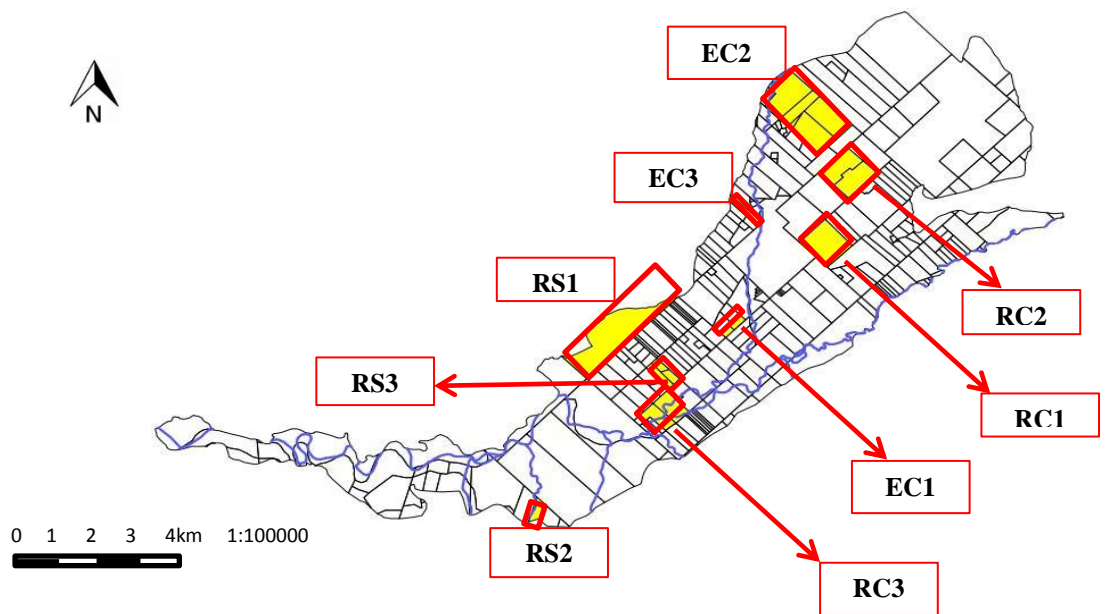 EC2
N
EC3
RS1
RC2
RS3
RC1
EC1
0 1 2 3 4km 1:100000
RS2
RC3